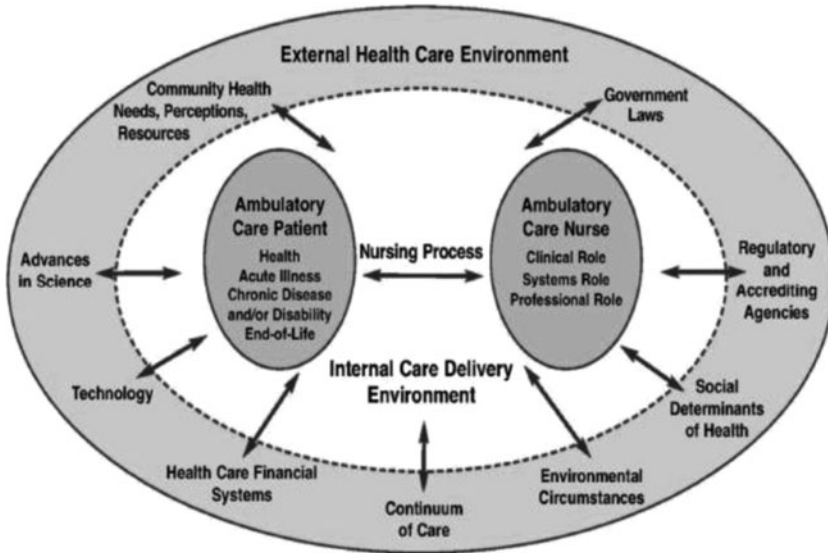 External Health Care Environment
Community Health
Needs, Perceptions,
Resources
Government
Laws
Ambulatory
Care Patient
Health
Acute Illness
Chronic Disease
and/or Disability
End-of-Life
Nursing Process
Ambulatory
Care Nurse
Clinical Role
Systems Role
Professional Role
Advances
in Science
Regulatory
and
Accrediting
Agencies
Internal Care Delivery
Environment
Technology
Social
Determinants
of Health
Health Care Financial
Systems
Continuum
of Care
Environmental
Circumstances